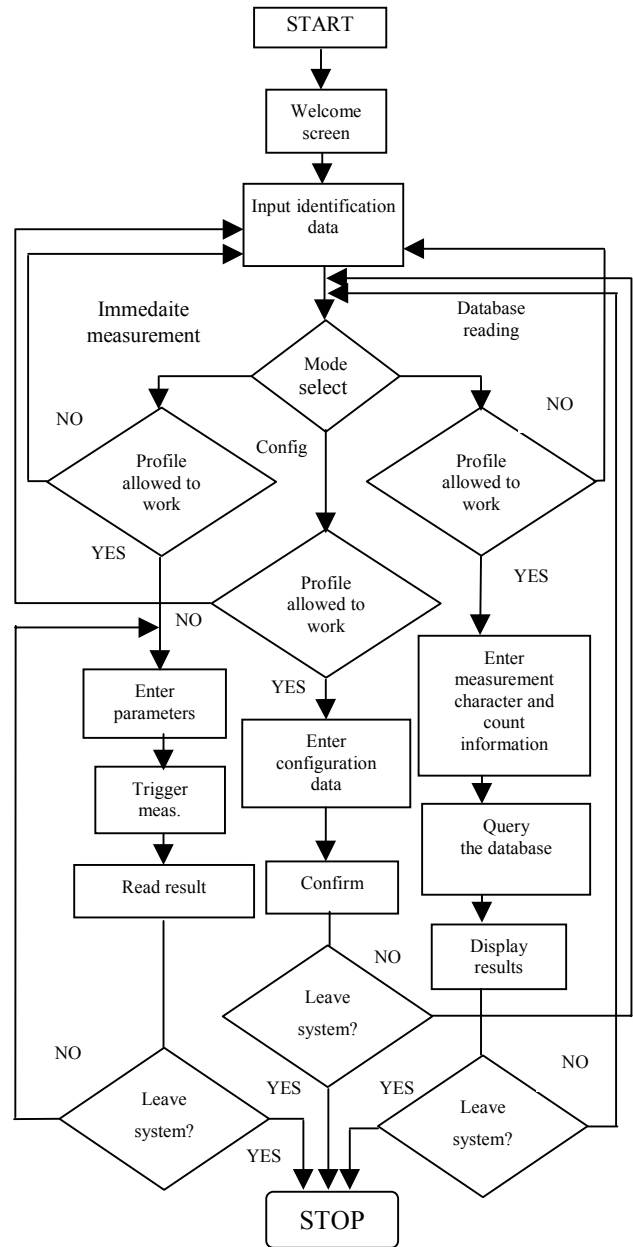 START
Welcome
screen
Input identification
data
Immedaite
measurement
Database
reading
Mode
select
NO
Config
NO
Profile
allowed to
work
Profile
allowed to
work
YES
YES
Profile
allowed to
work
NO
YES
Enter
parameters
Enter
configuration
data
Enter
measurement
character and
count
information
Trigger
meas.
Query
the database
Read result
Confirm
Display
results
NO
Leave
system?
NO
YES
YES
NO
Leave
system?
YES
Leave
system?
STOP